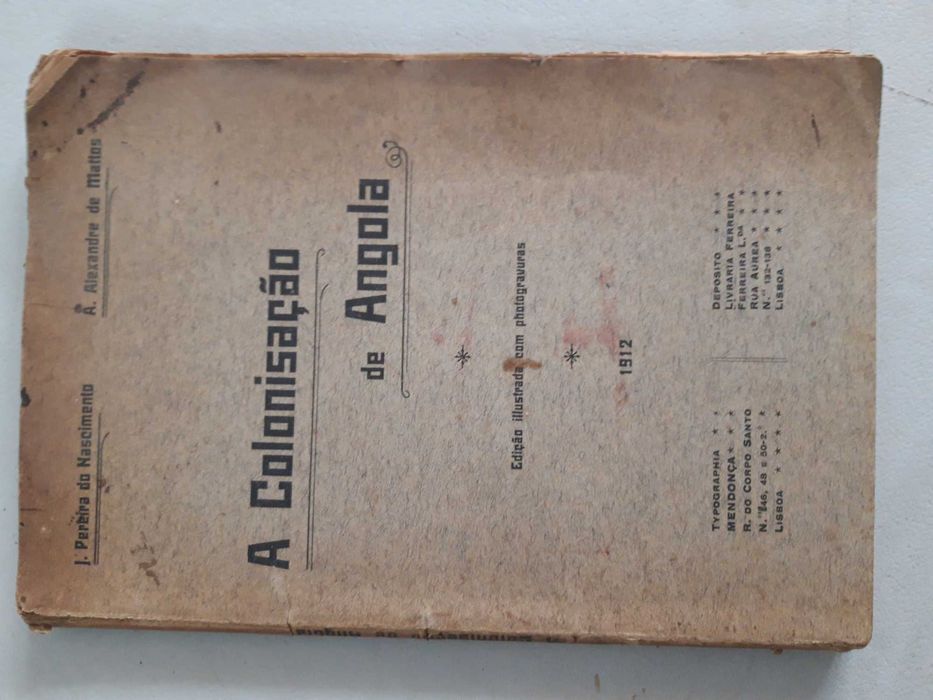 J. Pereira do Nascimento
A. Alexandre de Mattos
A Colonisação
de Angola
Edição illustrada com photogravuras
1912
TYPOGRAPHIA
MENDONÇA
R. DO CORPO SANTO
N.ºs 46, 48 E 50-2.º
LISBOA
DEPOSITO
LIVRARIA FERREIRA
FERREIRA L.DA
RUA AUREA
N.os 132-138
LISBOA